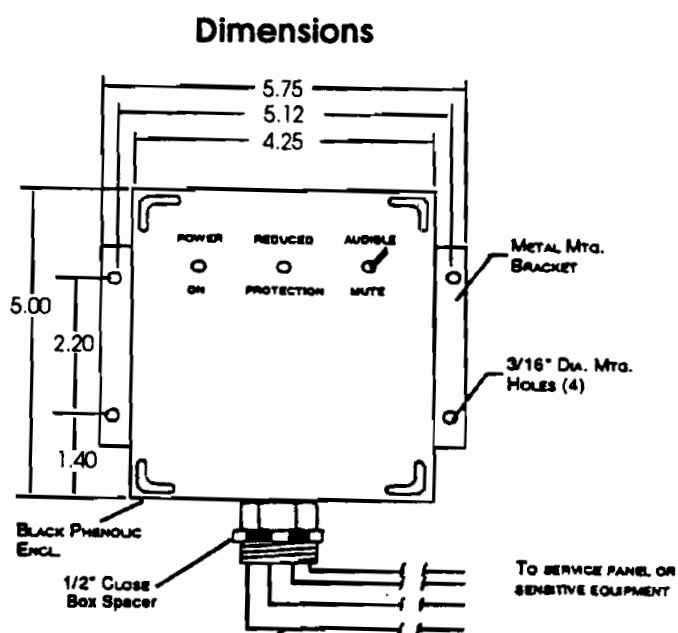 Dimensions
5.75
5.12
4.25
POWER REDUCED AUDIBLE
ON PROTECTION MUTE
METAL MTG.
BRACKET
5.00
2.20
3/16" DIA. MTG.
HOLES (4)
1.40
BLACK PHENOLIC
ENCL.
1/2" CLOSE
BOX SPACER
TO SERVICE PANEL OR
SENSITIVE EQUIPMENT